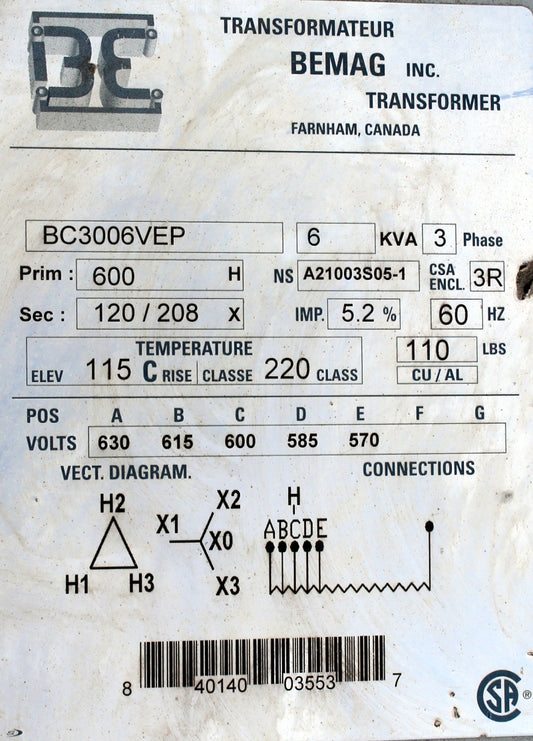 BE
TRANSFORMATEUR
BEMAG INC.
TRANSFORMER
FARNHAM, CANADA
BC3006VEP 6 KVA 3 Phase
Prim : 600 H NS A21003S05-1 CSA ENCL. 3R
Sec : 120 / 208 X IMP. 5.2 % 60 HZ
TEMPERATURE 110 LBS
ELEV 115 C RISE CLASSE 220 CLASS CU / AL
POS A B C D E F G
VOLTS 630 615 600 585 570
VECT. DIAGRAM. CONNECTIONS
H2 X2 H
X1 X0 A B C D E
H1 H3 X3
8 40140 03553 7
CSA ®